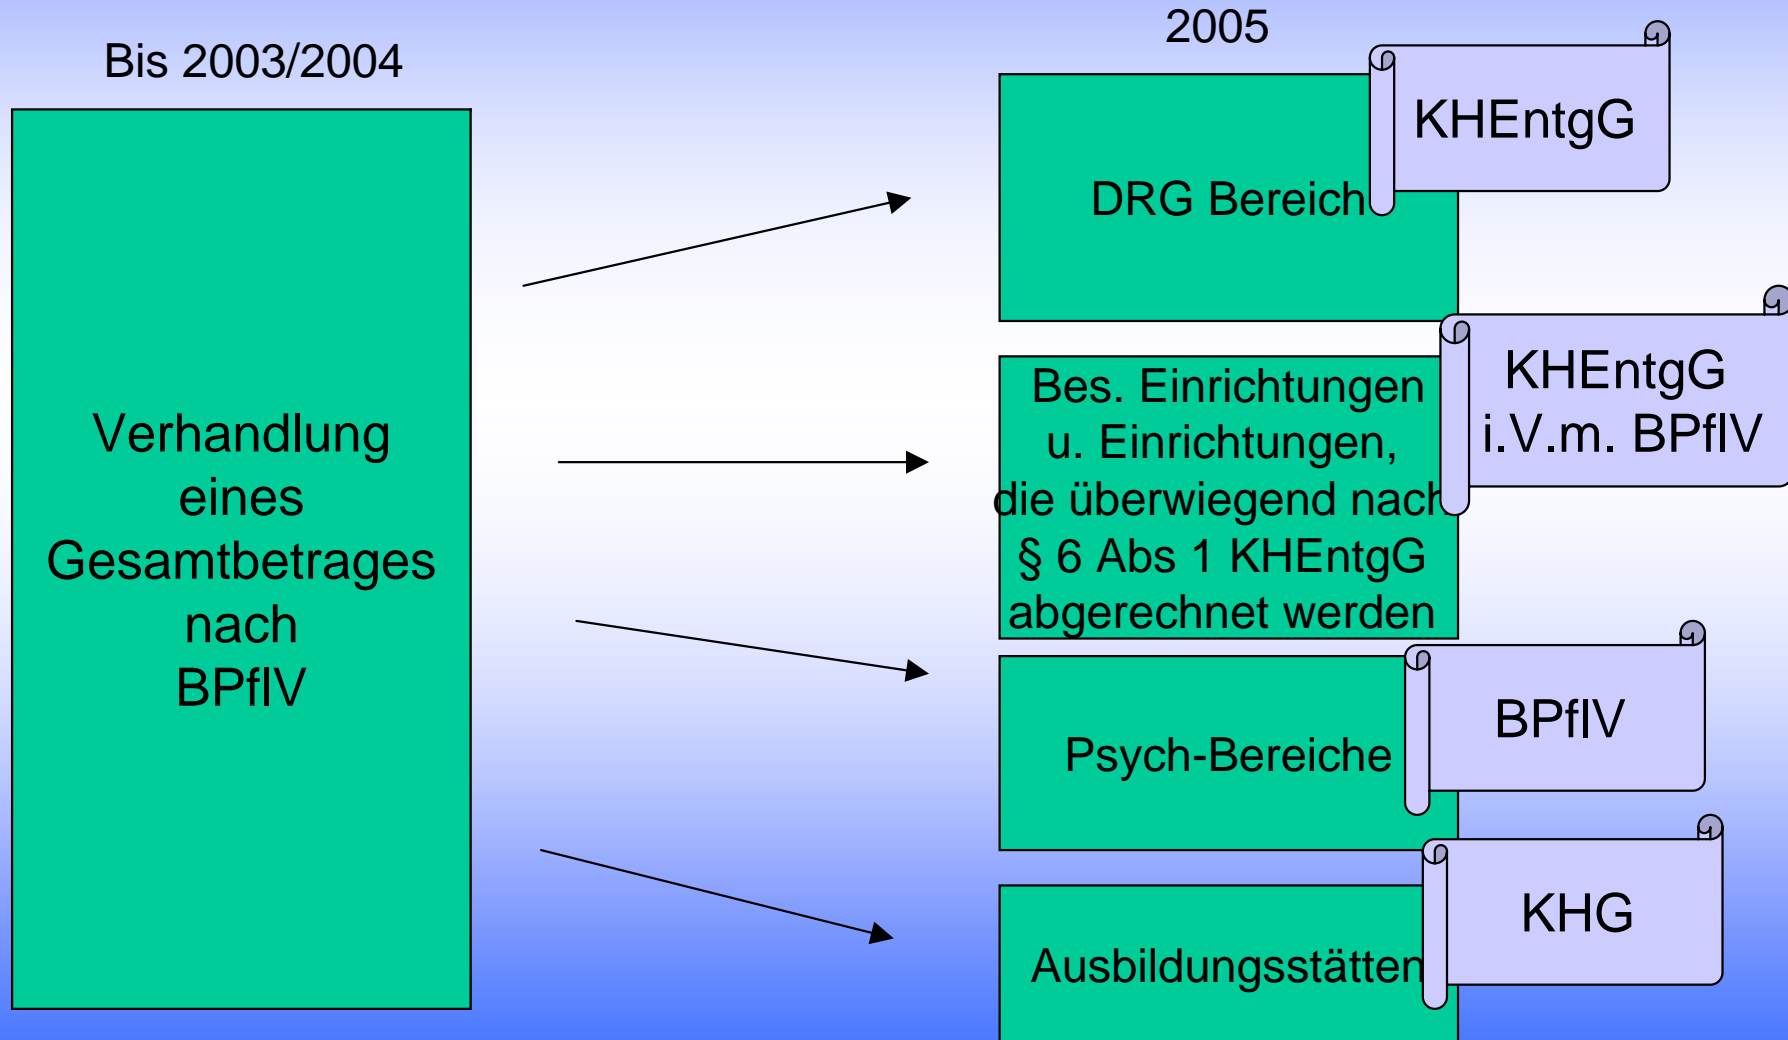 Bis 2003/2004
Verhandlung
eines
Gesamtbetrages
nach
BPflV
2005
DRG Bereich
KHEntgG
Bes. Einrichtungen
u. Einrichtungen,
die überwiegend nach
§ 6 Abs 1 KHEntgG
abgerechnet werden
KHEntgG
i.V.m. BPflV
Psych-Bereiche
BPflV
Ausbildungsstätten
KHG